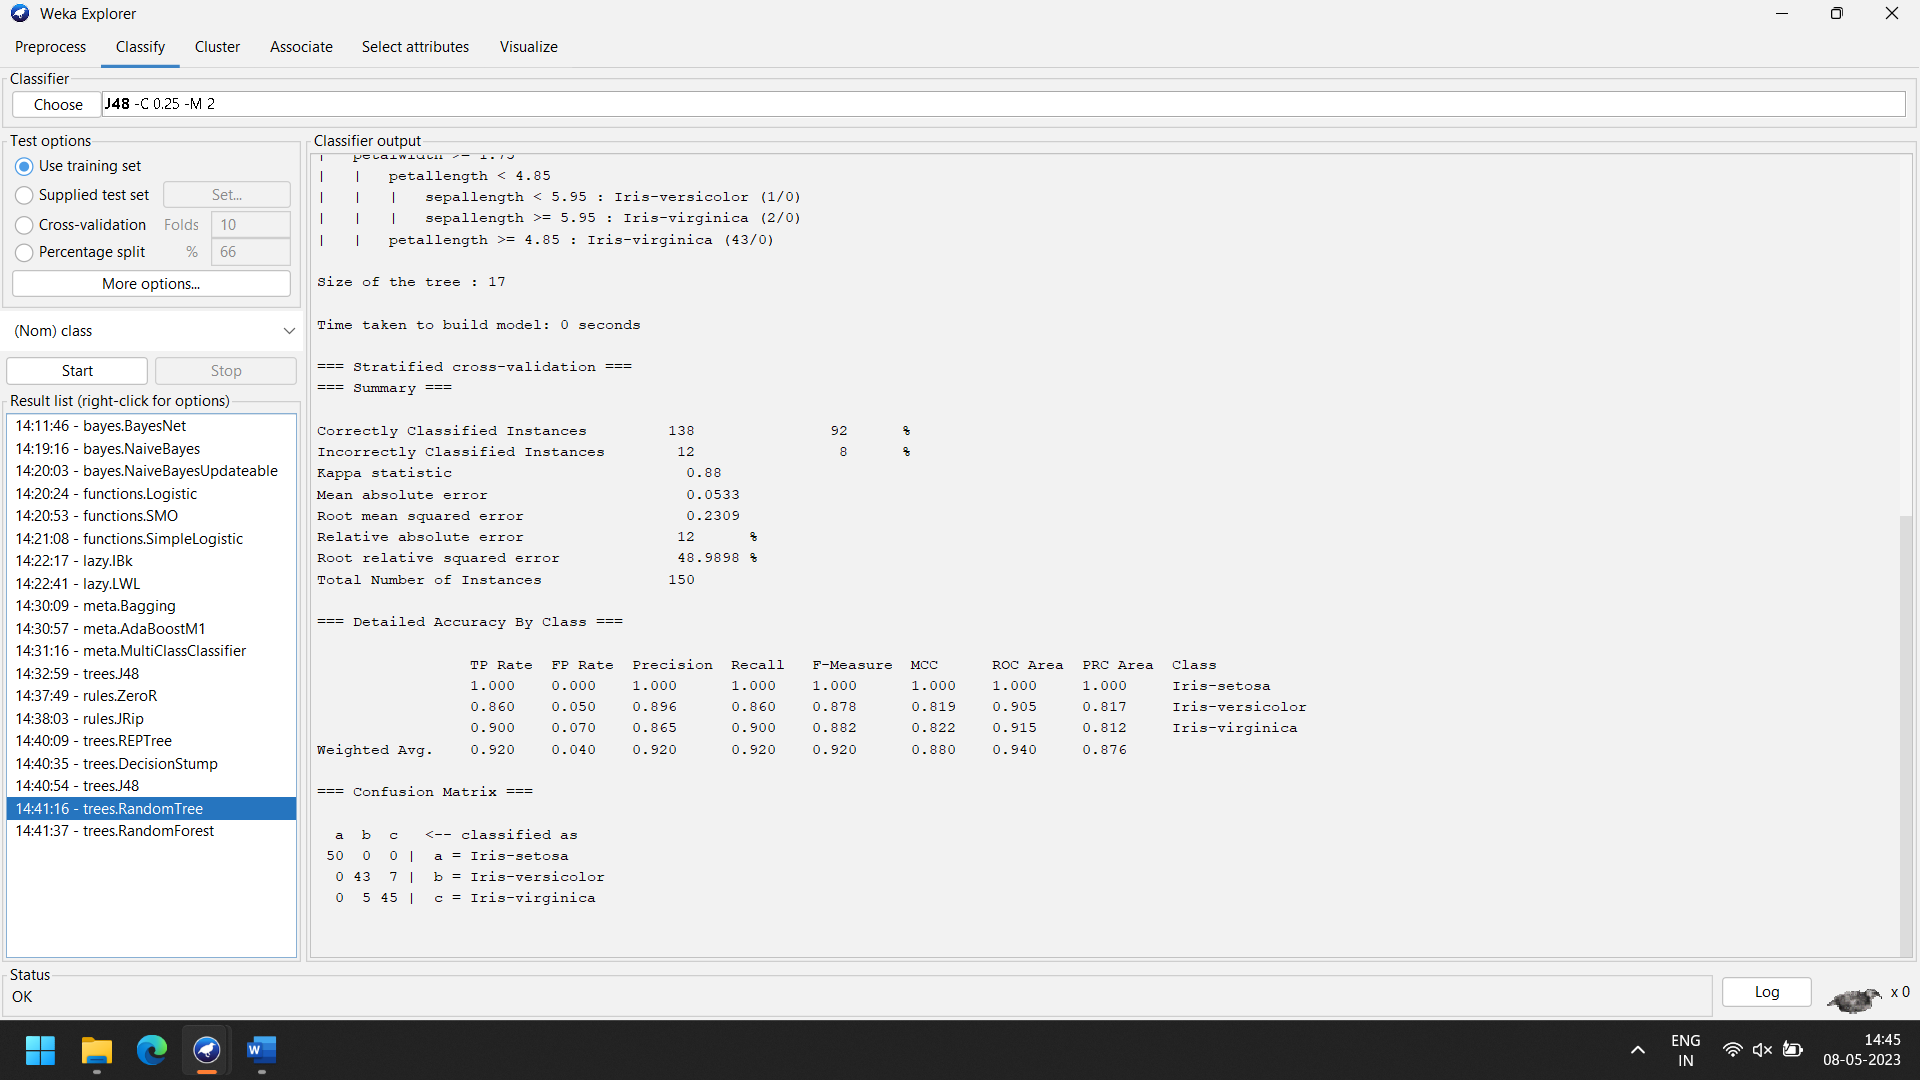 Weka Explorer
Preprocess Classify Cluster Associate Select attributes Visualize
Classifier
Choose J48 -C 0.25 -M 2
Test options
Use training set
Supplied test set Set...
Cross-validation Folds 10
Percentage split % 66
More options...
(Nom) class
Start Stop
Result list (right-click for options)
14:11:46 - bayes.BayesNet
14:19:16 - bayes.NaiveBayes
14:20:03 - bayes.NaiveBayesUpdateable
14:20:24 - functions.Logistic
14:20:53 - functions.SMO
14:21:08 - functions.SimpleLogistic
14:22:17 - lazy.IBk
14:22:41 - lazy.LWL
14:30:09 - meta.Bagging
14:30:57 - meta.AdaBoostM1
14:31:16 - meta.MultiClassClassifier
14:32:59 - trees.J48
14:37:49 - rules.ZeroR
14:38:03 - rules.JRip
14:40:09 - trees.REPTree
14:40:35 - trees.DecisionStump
14:40:54 - trees.J48
14:41:16 - trees.RandomTree
14:41:37 - trees.RandomForest
Classifier output
| petalwidth >= 1.75
| | petallength < 4.85
| | | sepallength < 5.95 : Iris-versicolor (1/0)
| | | sepallength >= 5.95 : Iris-virginica (2/0)
| | petallength >= 4.85 : Iris-virginica (43/0)
Size of the tree : 17
Time taken to build model: 0 seconds
=== Stratified cross-validation ===
=== Summary ===
Correctly Classified Instances 138 92 %
Incorrectly Classified Instances 12 8 %
Kappa statistic 0.88
Mean absolute error 0.0533
Root mean squared error 0.2309
Relative absolute error 12 %
Root relative squared error 48.9898 %
Total Number of Instances 150
=== Detailed Accuracy By Class ===
TP Rate FP Rate Precision Recall F-Measure MCC ROC Area PRC Area Class
1.000 0.000 1.000 1.000 1.000 1.000 1.000 1.000 Iris-setosa
0.860 0.050 0.896 0.860 0.878 0.819 0.905 0.817 Iris-versicolor
0.900 0.070 0.865 0.900 0.882 0.822 0.915 0.812 Iris-virginica
Weighted Avg. 0.920 0.040 0.920 0.920 0.920 0.880 0.940 0.876
=== Confusion Matrix ===
a b c <-- classified as
50 0 0 | a = Iris-setosa
0 43 7 | b = Iris-versicolor
0 5 45 | c = Iris-virginica
Status
OK
Log x 0
ENG
IN
14:45
08-05-2023